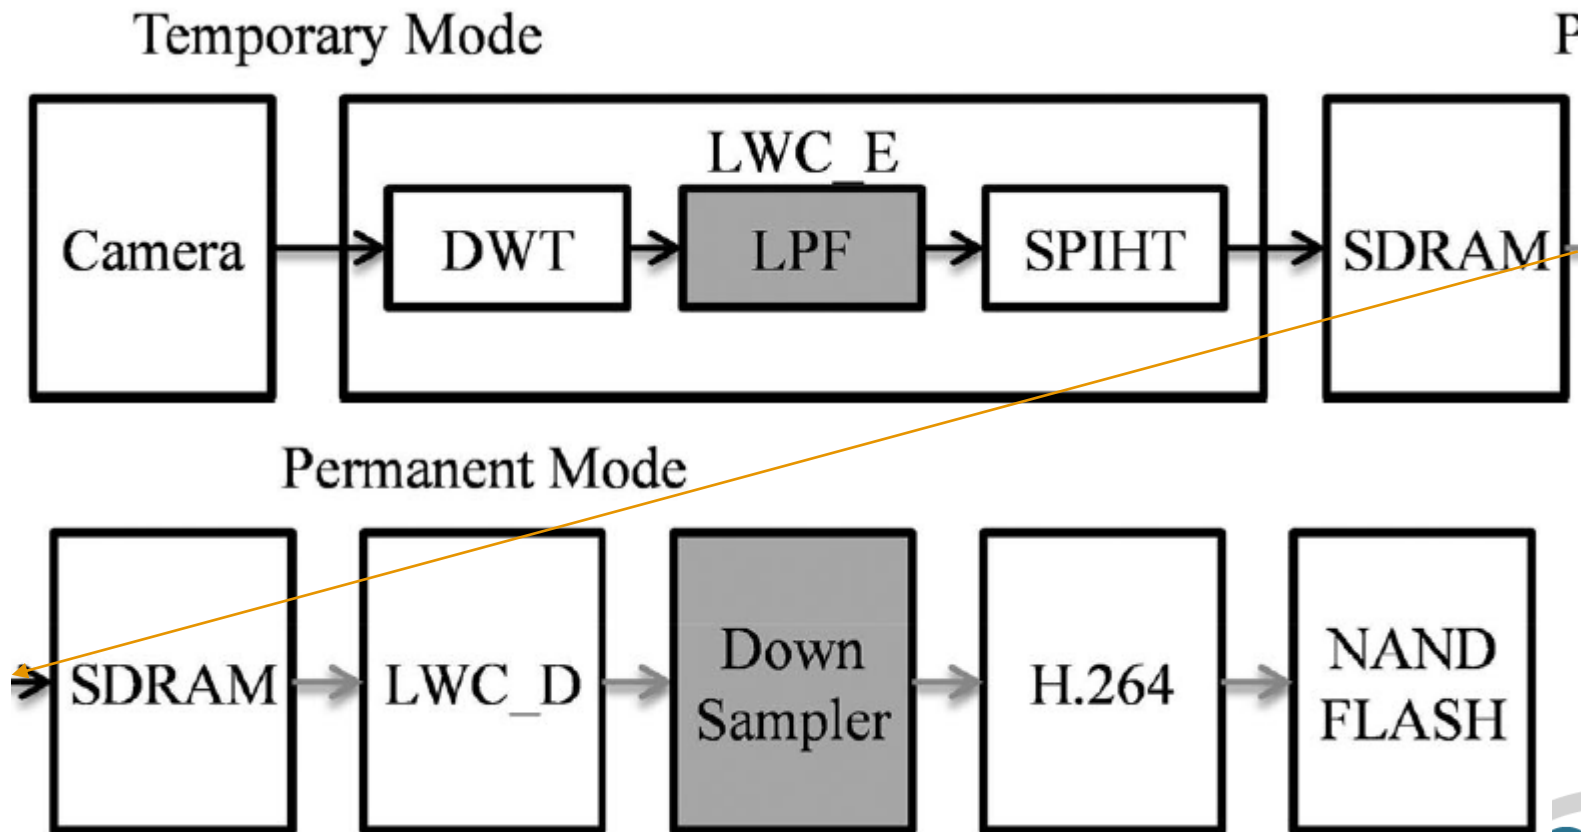 Temporary Mode
P
LWC_E
Camera
DWT
LPF
SPIHT
SDRAM
Permanent Mode
SDRAM
LWC_D
Down
Sampler
H.264
NAND
FLASH